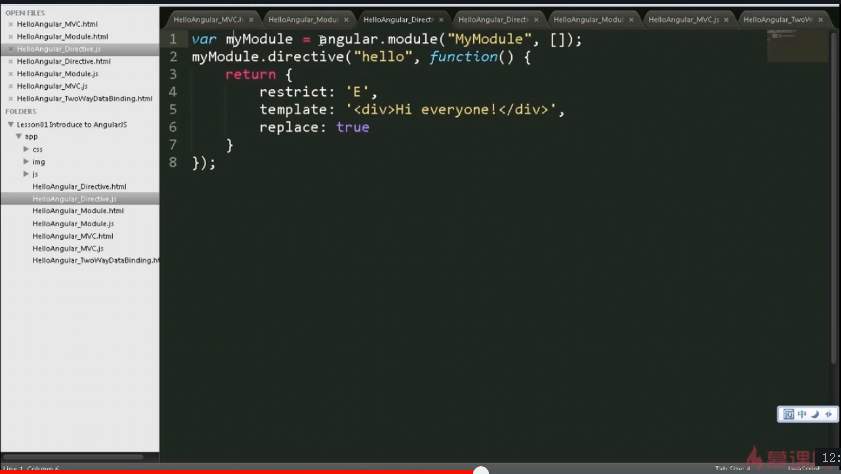 OPEN FILES
HelloAngular_MVC.html
HelloAngular_Module.html
HelloAngular_Directive.js
HelloAngular_Directive.html
HelloAngular_Module.js
HelloAngular_MVC.js
HelloAngular_TwoWayDataBinding.html
FOLDERS
Lesson01 Introduce to AngularJS
app
css
img
js
HelloAngular_Directive.html
HelloAngular_Directive.js
HelloAngular_Module.html
HelloAngular_Module.js
HelloAngular_MVC.html
HelloAngular_MVC.js
HelloAngular_TwoWayDataBinding.h
HelloAngular_MVC.h × HelloAngular_Modul × HelloAngular_Directi × HelloAngular_Directi × HelloAngular_Modul × HelloAngular_MVC.js × HelloAngular_TwoW ×
1 var myModule = angular.module("MyModule", []);
2 myModule.directive("hello", function() {
3 return {
4 restrict: 'E',
5 template: '<div>Hi everyone!</div>',
6 replace: true
7 }
8 });
中
慕课
12:
Line 1, Column 6
Tab Size: 4
JavaScript